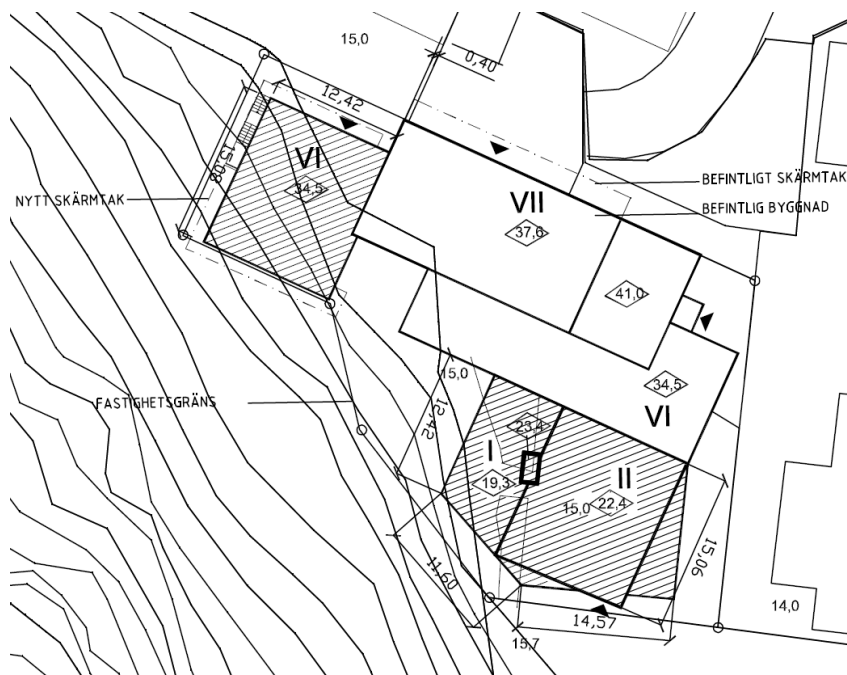 15,0
0,40
12,42
15,08
VI
34,5
NYTT SKÄRMTAK
BEFINTLIGT SKÄRMTAK
VII
BEFINTLIG BYGGNAD
37,6
41,0
15,0
34,5
FASTIGHETSGRÄNS
VI
12,42
23,4
I
II
19,3
15,0
22,4
15,06
11,60
14,0
14,57
15,7